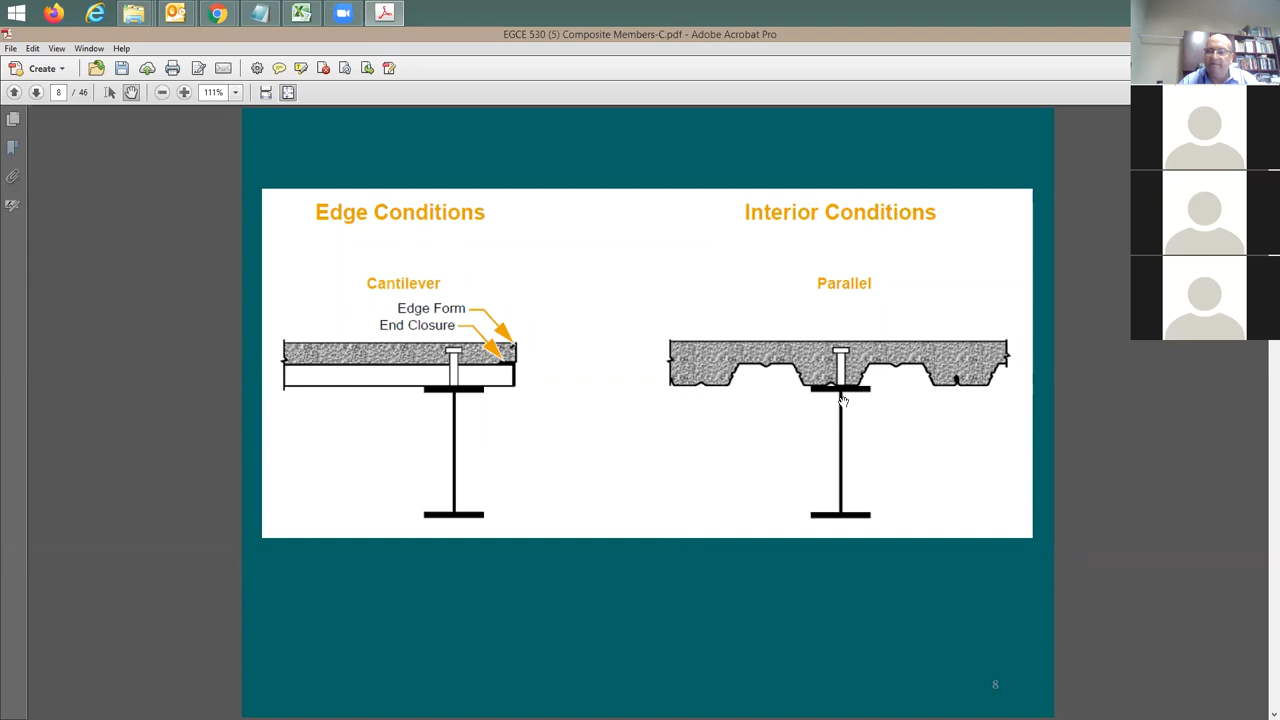 EGCE 530 (5) Composite Members-C.pdf - Adobe Acrobat Pro
File Edit View Window Help
Create
8 / 46
111%
Edge Conditions
Interior Conditions
Cantilever
Parallel
Edge Form
End Closure
8